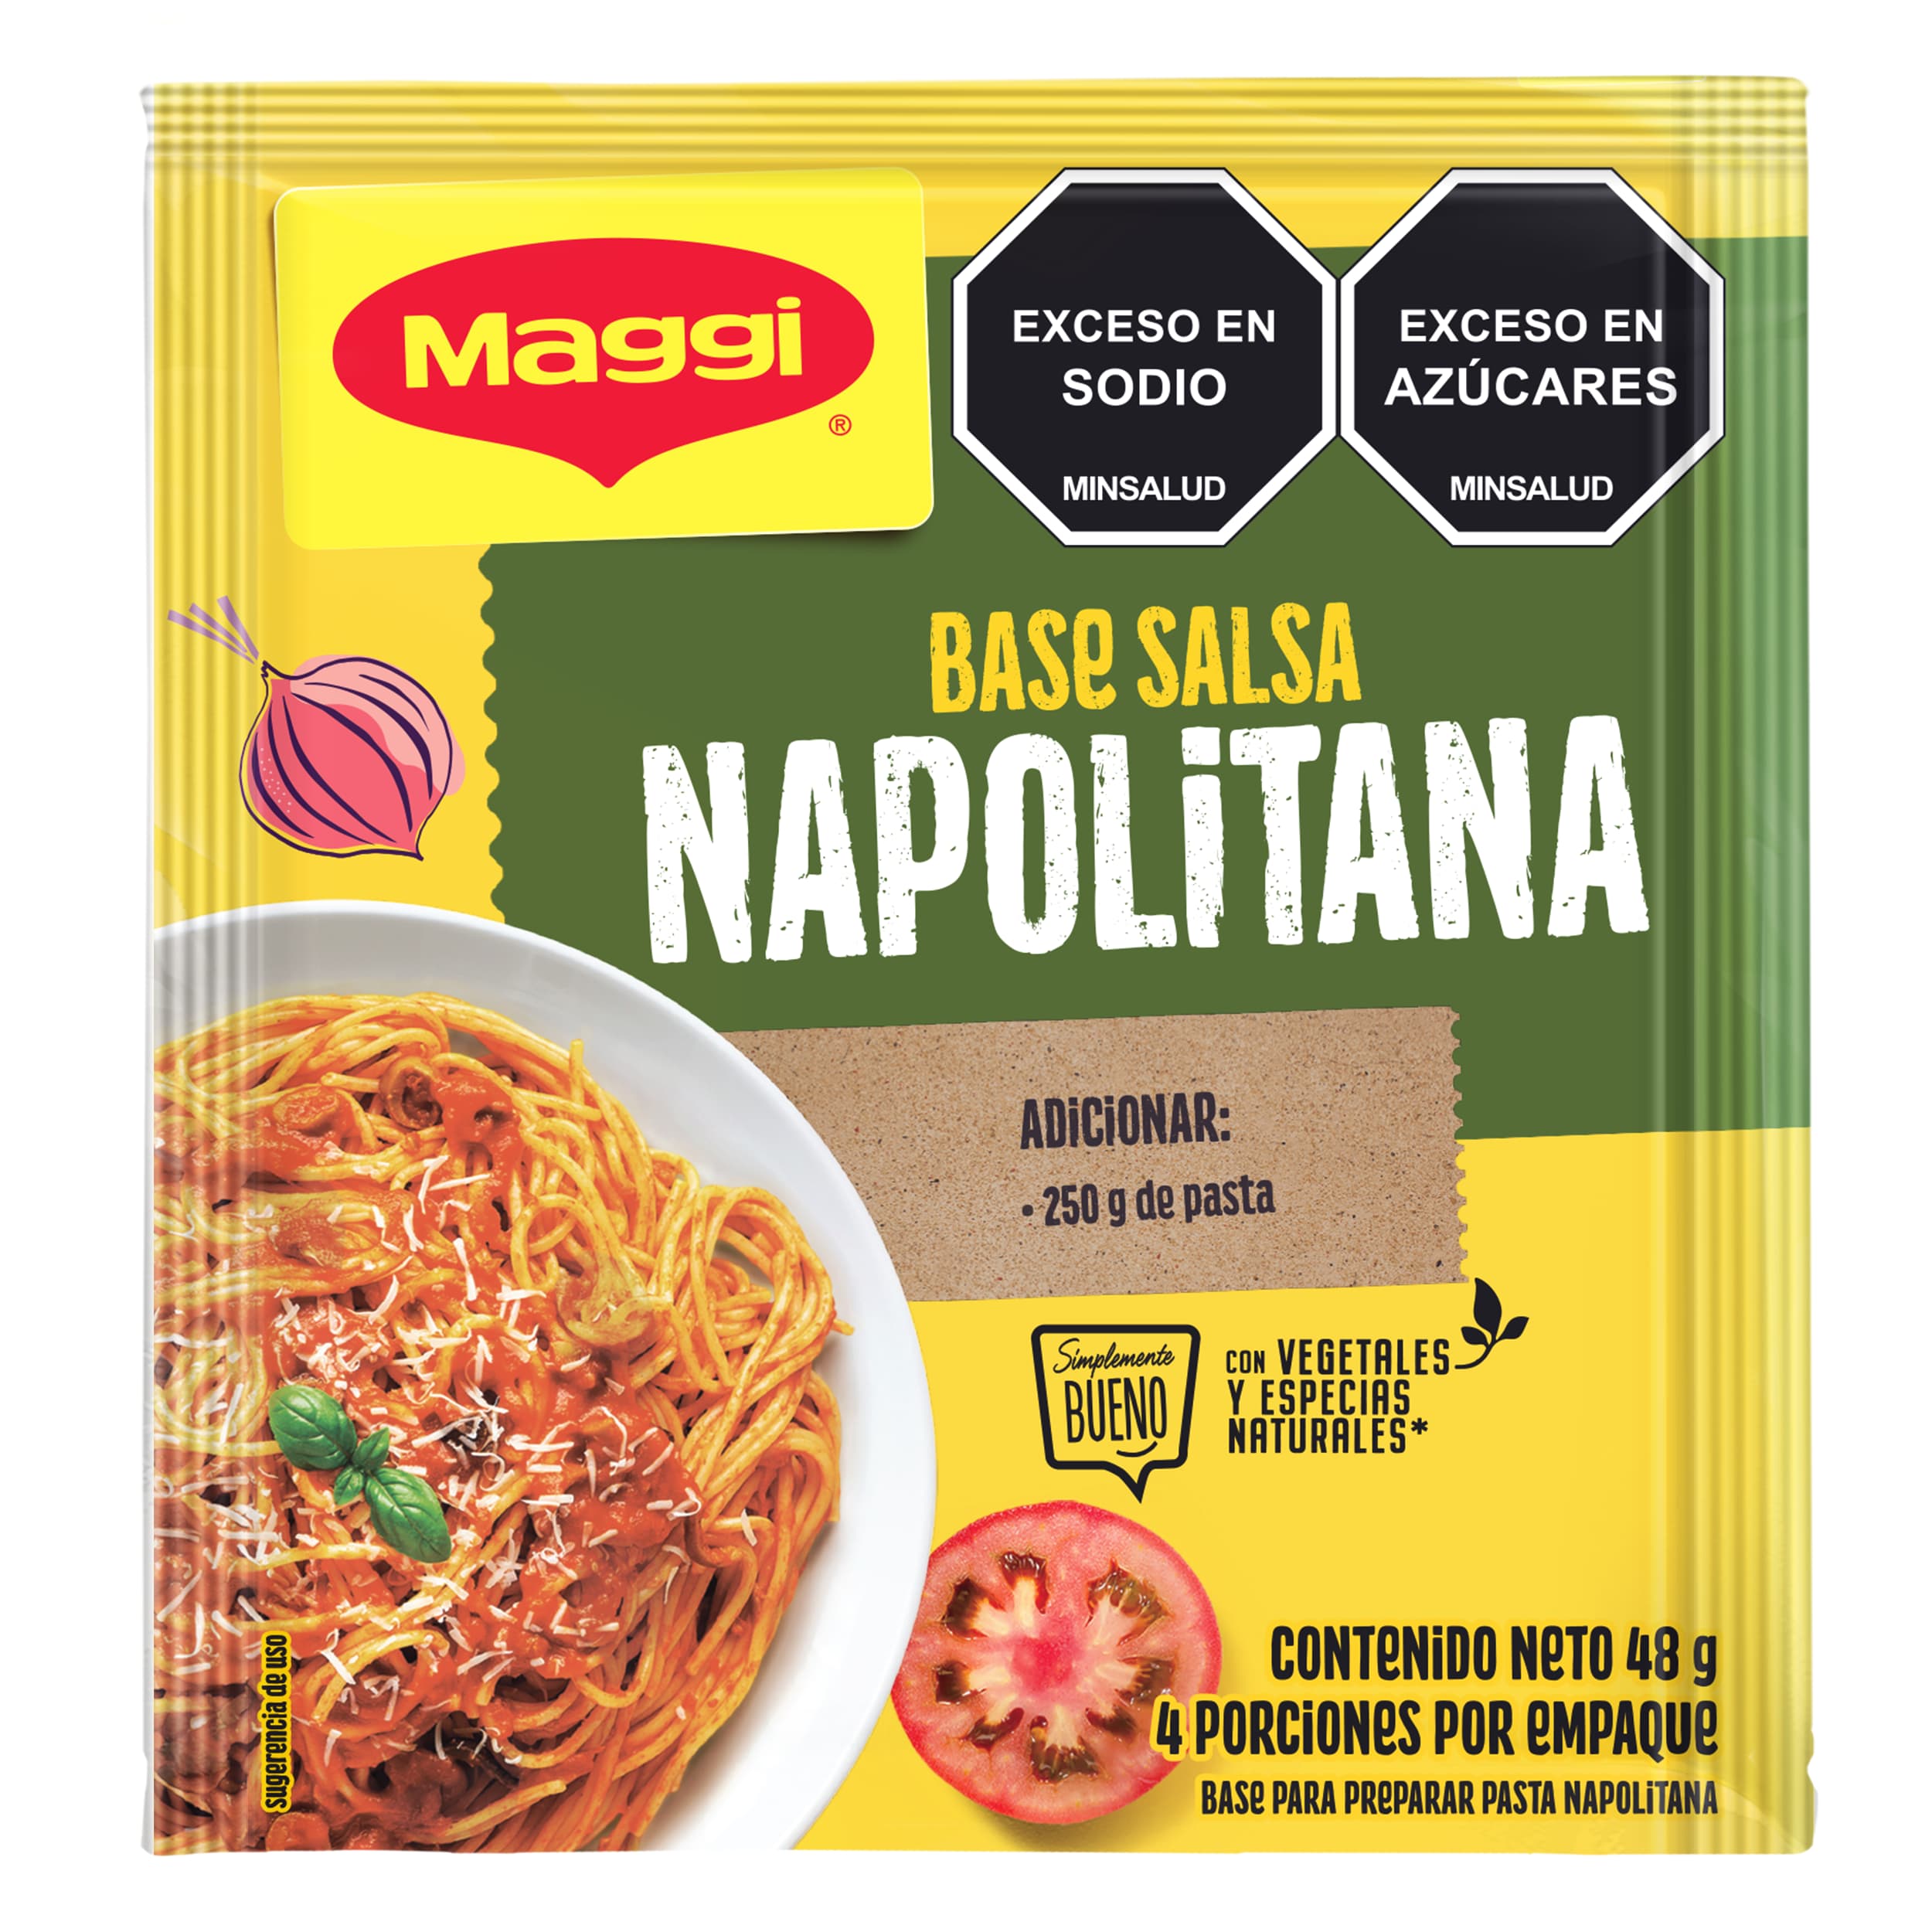 Maggi
®
EXCESO EN
SODIO
MINSALUD
EXCESO EN
AZÚCARES
MINSALUD
BASE SALSA
NAPOLITANA
ADICIONAR:
• 250 g de pasta
Simplemente
BUENO
CON VEGETALES
Y ESPECIAS
NATURALES*
CONTENIDO NETO 48 g
4 PORCIONES POR EMPAQUE
BASE PARA PREPARAR PASTA NAPOLITANA
sugerencia de uso